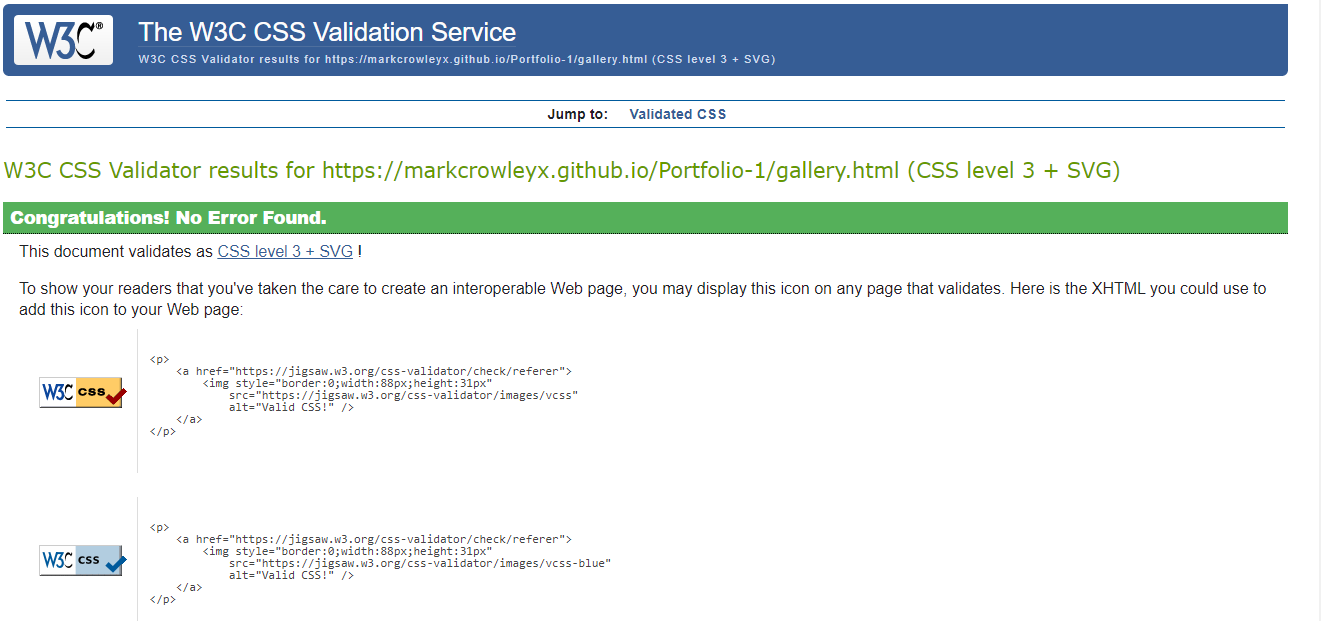 W3C®
The W3C CSS Validation Service
W3C CSS Validator results for https://markcrowleyx.github.io/Portfolio-1/gallery.html (CSS level 3 + SVG)
Jump to: Validated CSS
W3C CSS Validator results for https://markcrowleyx.github.io/Portfolio-1/gallery.html (CSS level 3 + SVG)
Congratulations! No Error Found.
This document validates as CSS level 3 + SVG !
To show your readers that you've taken the care to create an interoperable Web page, you may display this icon on any page that validates. Here is the XHTML you could use to
add this icon to your Web page:
W3C css
<p>
<a href="https://jigsaw.w3.org/css-validator/check/referer">
<img style="border:0;width:88px;height:31px"
src="https://jigsaw.w3.org/css-validator/images/vcss"
alt="Valid CSS!" />
</a>
</p>
W3C css
<p>
<a href="https://jigsaw.w3.org/css-validator/check/referer">
<img style="border:0;width:88px;height:31px"
src="https://jigsaw.w3.org/css-validator/images/vcss-blue"
alt="Valid CSS!" />
</a>
</p>